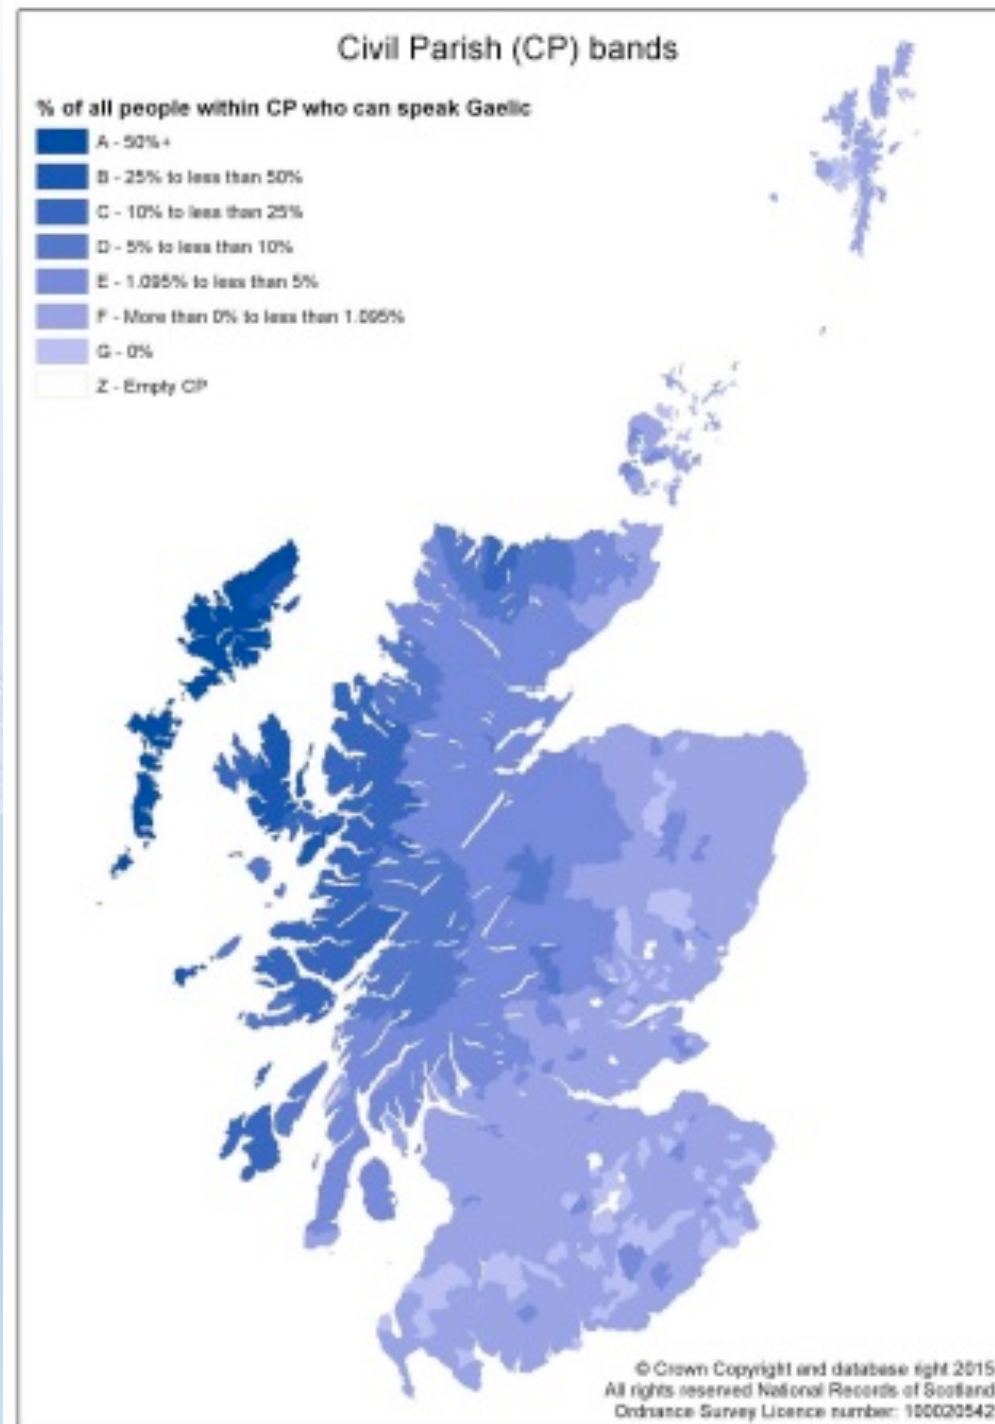 Civil Parish (CP) bands
% of all people within CP who can speak Gaelic
A - 50%+
B - 25% to less than 50%
C - 10% to less than 25%
D - 5% to less than 10%
E - 1.095% to less than 5%
F - More than 0% to less than 1.095%
G - 0%
Z - Empty CP
© Crown Copyright and database right 2015
All rights reserved National Records of Scotland
Ordnance Survey Licence number: 100020542